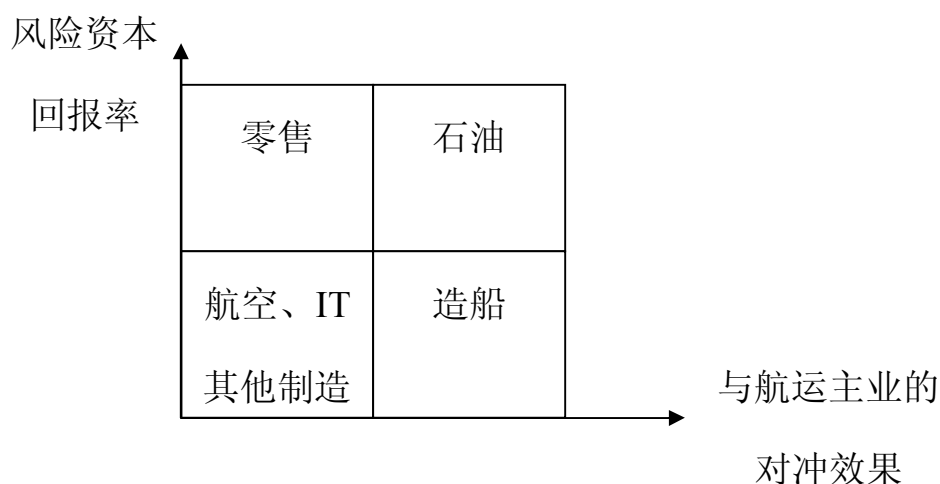 风险资本
回报率
零售
石油
航空、IT
其他制造
造船
与航运主业的
对冲效果